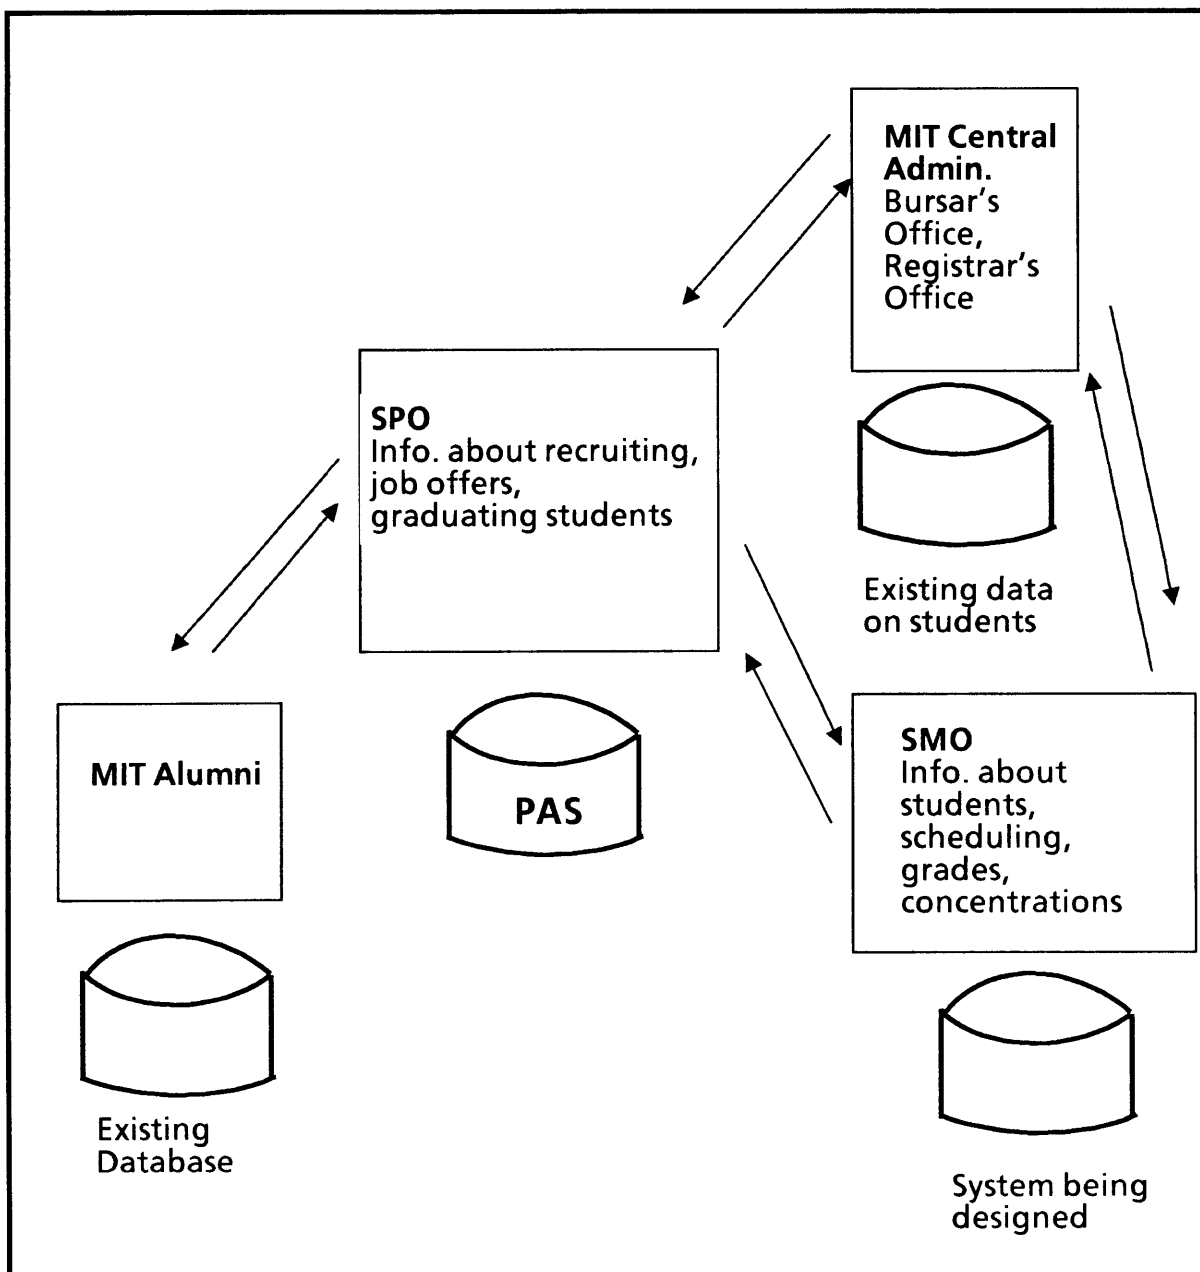 MIT Central
Admin.
Bursar's
Office,
Registrar's
Office
SPO
Info. about recruiting,
job offers,
graduating students
Existing data
on students
MIT Alumni
PAS
SMO
Info. about
students,
scheduling,
grades,
concentrations
Existing
Database
System being
designed